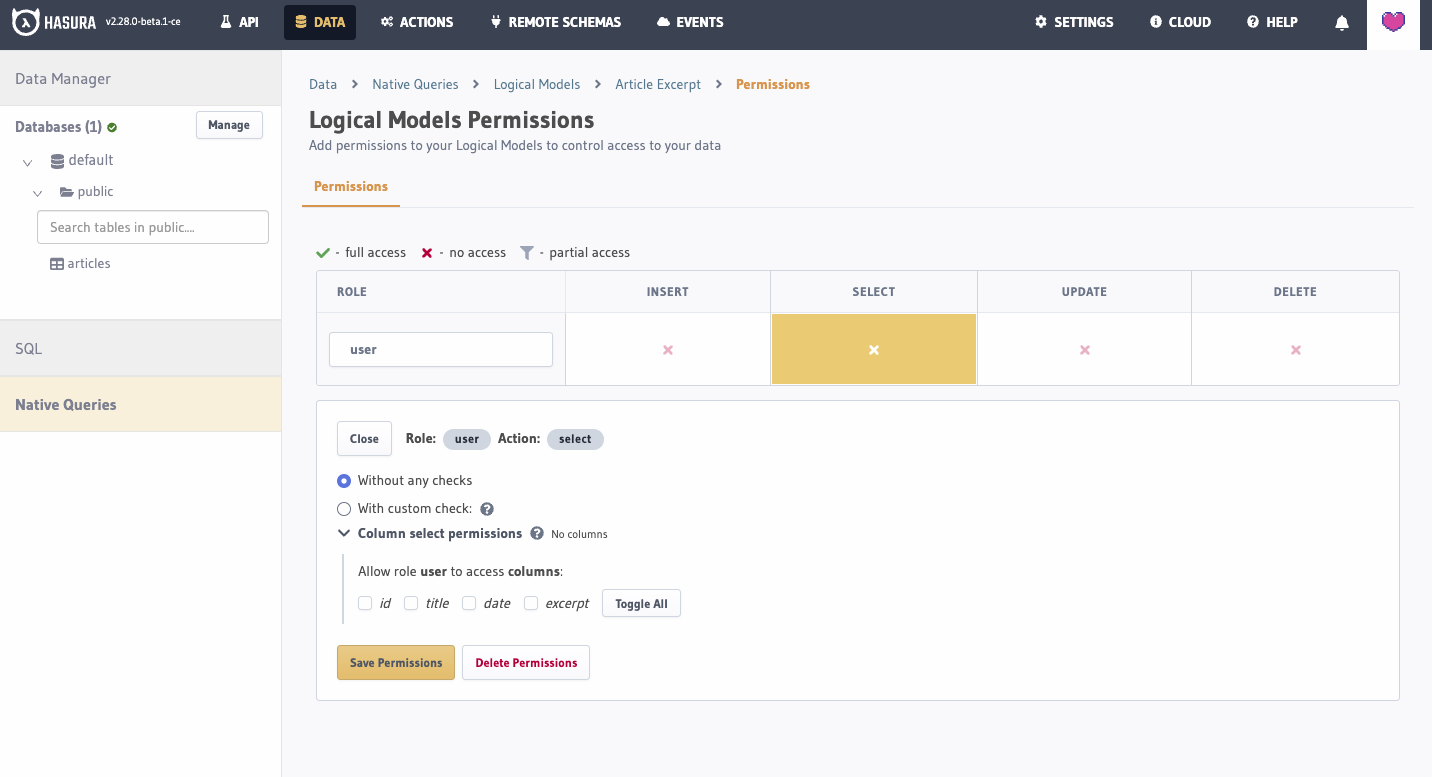 HASURA v2.28.0-beta.1-ce API DATA ACTIONS REMOTE SCHEMAS EVENTS SETTINGS CLOUD HELP
Data Manager
Databases (1) Manage
default
public
Search tables in public....
articles
SQL
Native Queries
Data > Native Queries > Logical Models > Article Excerpt > Permissions
Logical Models Permissions
Add permissions to your Logical Models to control access to your data
Permissions
- full access - no access - partial access
ROLE INSERT SELECT UPDATE DELETE
user
Close Role: user Action: select
Without any checks
With custom check: ?
Column select permissions ? No columns
Allow role user to access columns:
id title date excerpt Toggle All
Save Permissions Delete Permissions